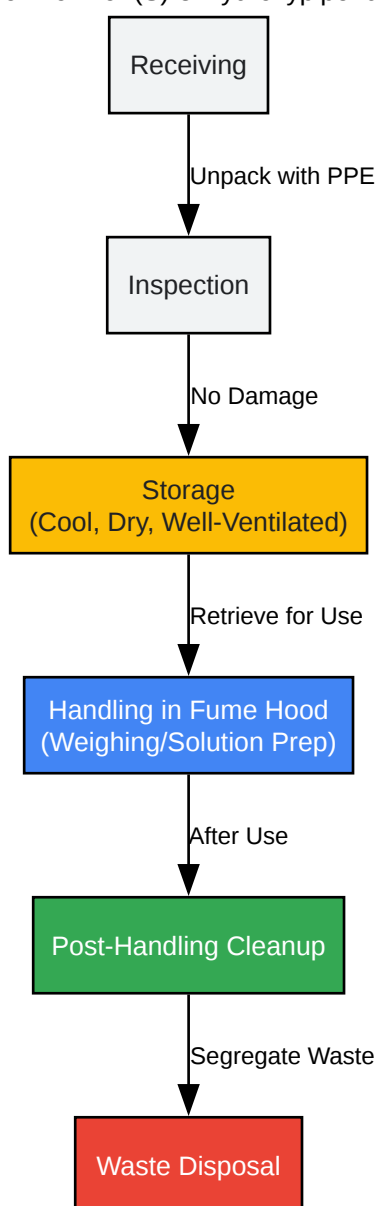 Receiving
Unpack with PPE
Inspection
No Damage
Storage
(Cool, Dry, Well-Ventilated)
Retrieve for Use
Handling in Fume Hood
(Weighing/Solution Prep)
After Use
Post-Handling Cleanup
Segregate Waste
Waste Disposal